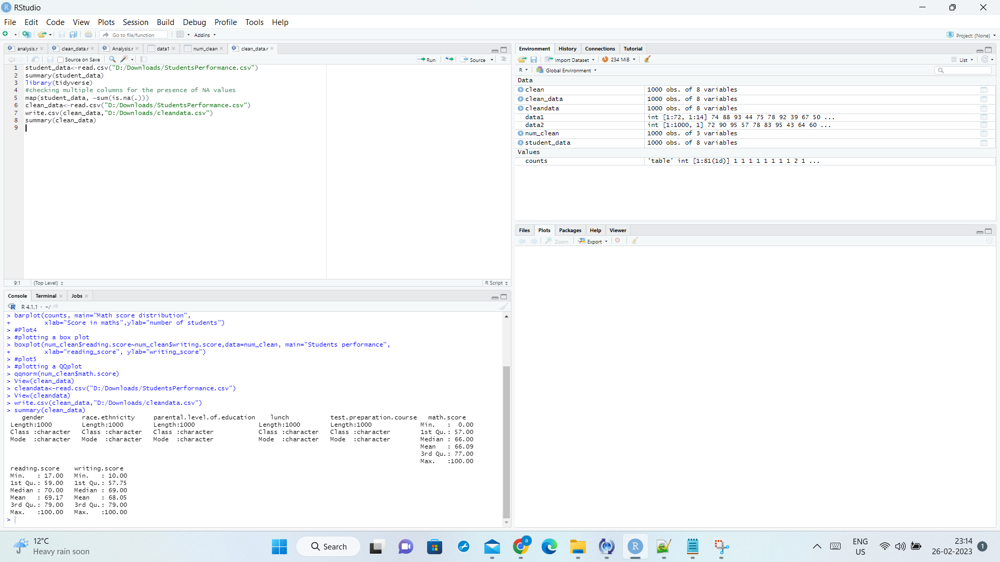 RStudio
File Edit Code View Plots Session Build Debug Profile Tools Help
Go to file/function Addins Project: (None)
analysis.r clean_data.r Analysis.r data1 num_clean clean_data.r
Source on Save Run Source
1 student_data<-read.csv("D:/Downloads/StudentsPerformance.csv")
2 summary(student_data)
3 library(tidyverse)
4 #checking multiple columns for the presence of NA values
5 map(student_data, ~sum(is.na(.)))
6 clean_data<-read.csv("D:/Downloads/StudentsPerformance.csv")
7 write.csv(clean_data,"D:/Downloads/cleandata.csv")
8 summary(clean_data)
9
9:1 (Top Level) R Script
Console Terminal Jobs
R 4.1.1 · ~/
> barplot(counts, main="Math score distribution",
+         xlab="Score in maths",ylab="number of students")
> #Plot4
> #plotting a box plot
> boxplot(num_clean$reading.score~num_clean$writing.score,data=num_clean, main="Students performance",
+         xlab="reading_score", ylab="writing_score")
> #plot5
> #plotting a QQplot
> qqnorm(num_clean$math.score)
> View(clean_data)
> cleandata<-read.csv("D:/Downloads/StudentsPerformance.csv")
> View(cleandata)
> write.csv(clean_data,"D:/Downloads/cleandata.csv")
> summary(clean_data)
gender race.ethnicity parental.level.of.education lunch test.preparation.course math.score
Length:1000 Length:1000 Length:1000 Length:1000 Length:1000 Min. : 0.00
Class :character Class :character Class :character Class :character Class :character 1st Qu.: 57.00
Mode :character Mode :character Mode :character Mode :character Mode :character Median : 66.00
Mean : 66.09
3rd Qu.: 77.00
Max. :100.00
reading.score writing.score
Min. : 17.00 Min. : 10.00
1st Qu.: 59.00 1st Qu.: 57.75
Median : 70.00 Median : 69.00
Mean : 69.17 Mean : 68.05
3rd Qu.: 79.00 3rd Qu.: 79.00
Max. :100.00 Max. :100.00
>
Environment History Connections Tutorial
Import Dataset 234 MiB List
R Global Environment
Data
clean 1000 obs. of 8 variables
clean_data 1000 obs. of 8 variables
cleandata 1000 obs. of 8 variables
data1 int [1:72, 1:14] 74 88 93 44 75 78 92 39 67 50 ...
data2 int [1:1000, 1] 72 90 95 57 78 83 95 43 64 60 ...
num_clean 1000 obs. of 3 variables
student_data 1000 obs. of 8 variables
Values
counts 'table' int [1:81(1d)] 1 1 1 1 1 1 1 1 2 1 ...
Files Plots Packages Help Viewer
Zoom Export
12°C
Heavy rain soon
Search
a
R
ENG
US
23:14
26-02-2023
1